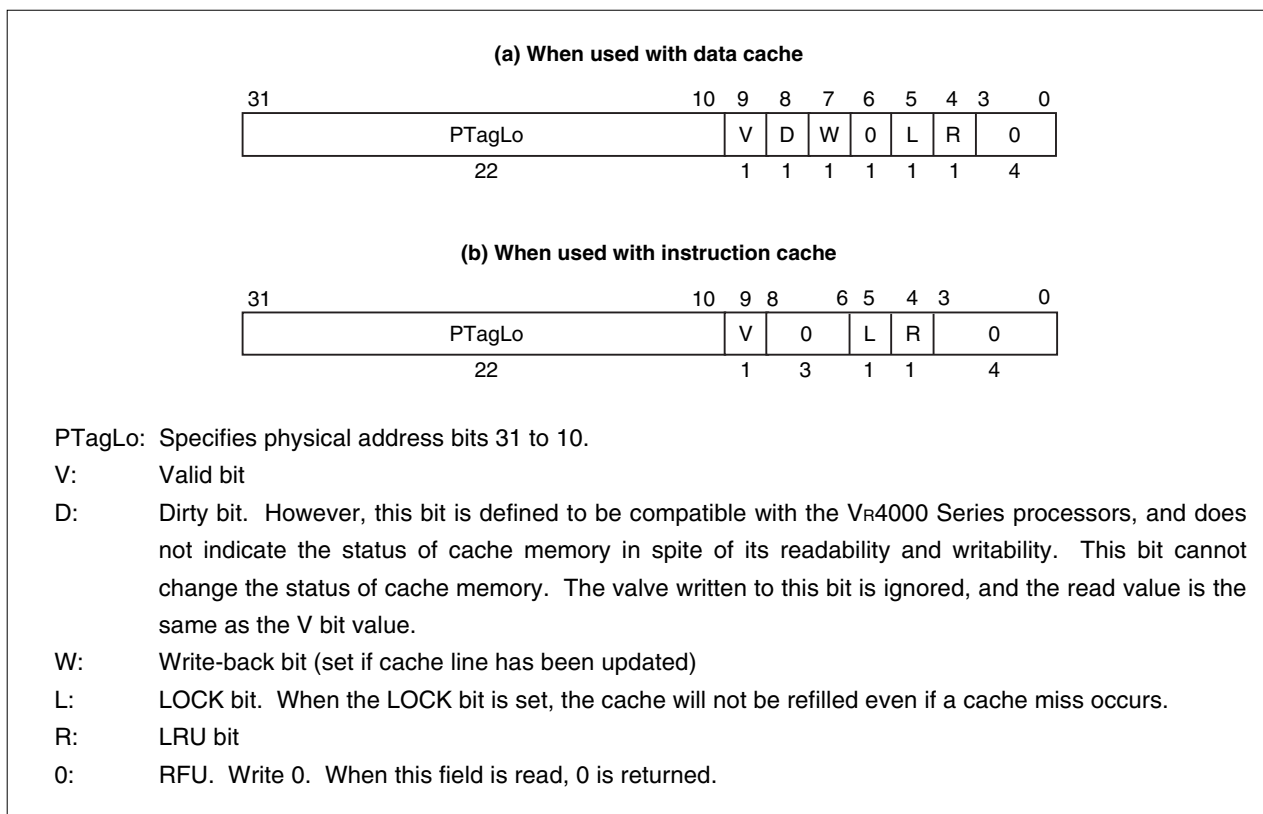 (a) When used with data cache
31 10 9 8 7 6 5 4 3 0
PTagLo V D W 0 L R 0
22 1 1 1 1 1 1 4
(b) When used with instruction cache
31 10 9 8 6 5 4 3 0
PTagLo V 0 L R 0
22 1 3 1 1 4
PTagLo: Specifies physical address bits 31 to 10.
V: Valid bit
D: Dirty bit. However, this bit is defined to be compatible with the VR4000 Series processors, and does
not indicate the status of cache memory in spite of its readability and writability. This bit cannot
change the status of cache memory. The valve written to this bit is ignored, and the read value is the
same as the V bit value.
W: Write-back bit (set if cache line has been updated)
L: LOCK bit. When the LOCK bit is set, the cache will not be refilled even if a cache miss occurs.
R: LRU bit
0: RFU. Write 0. When this field is read, 0 is returned.